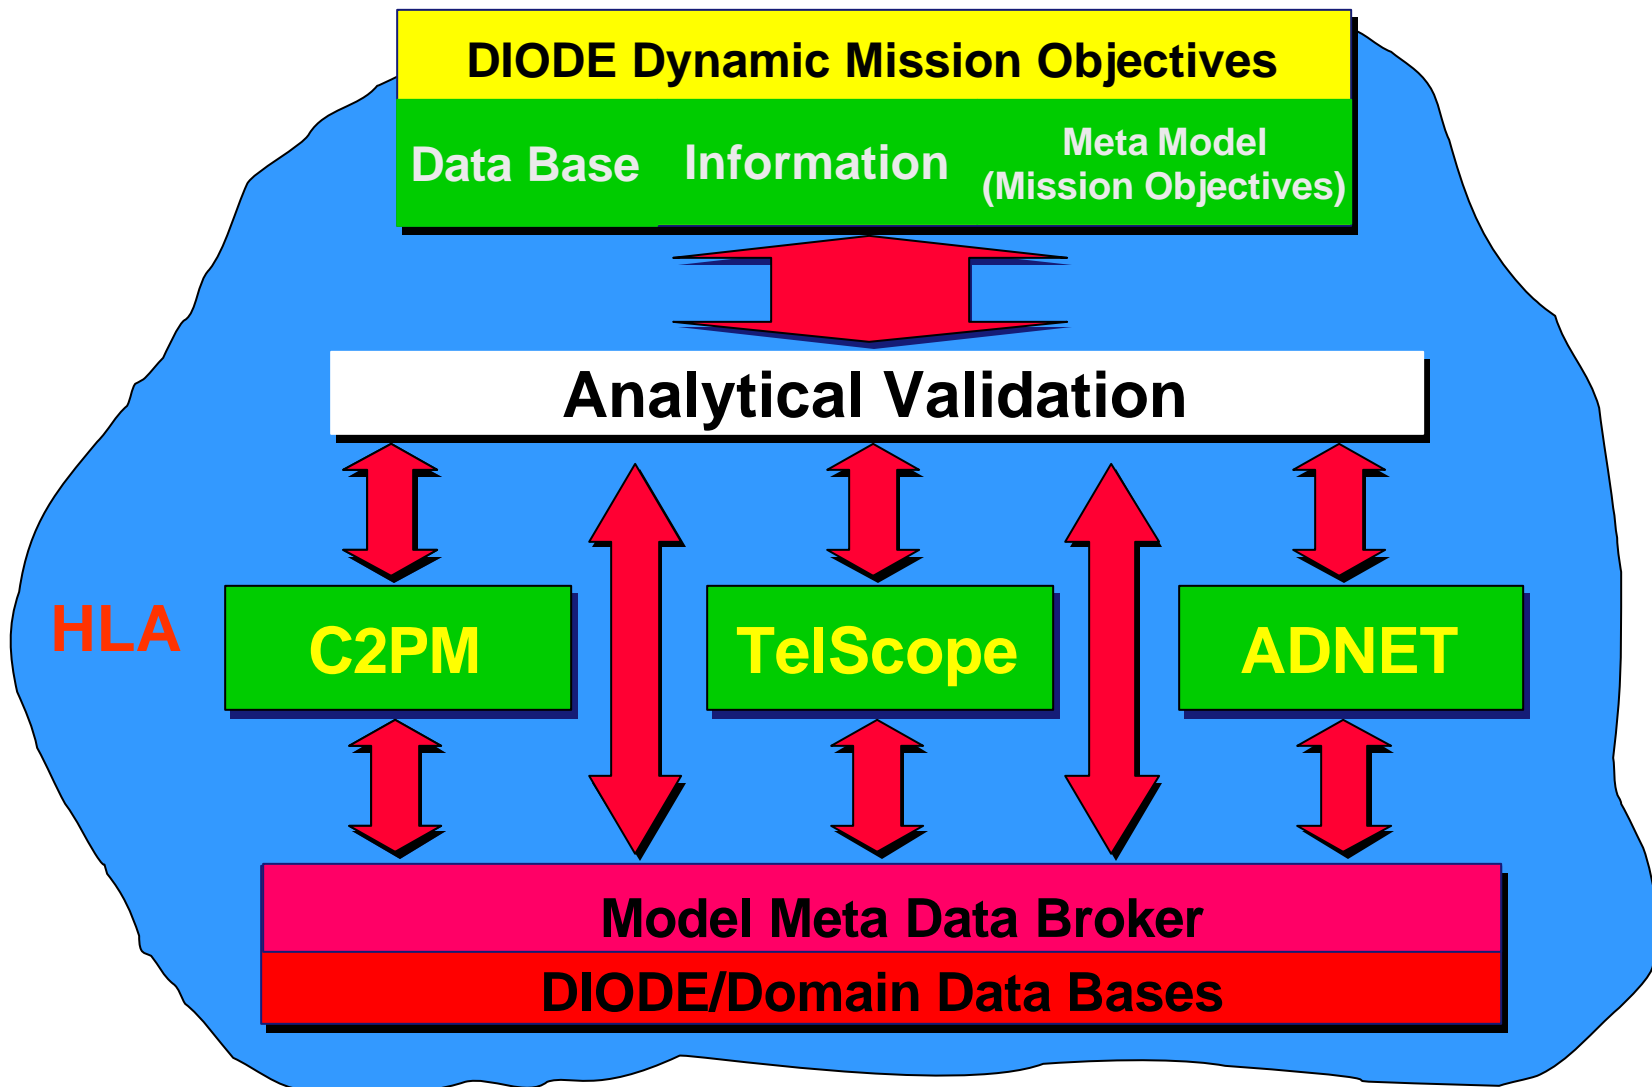 DIODE Dynamic Mission Objectives
Data Base
Information
Meta Model
(Mission Objectives)
Analytical Validation
HLA
C2PM
TelScope
ADNET
Model Meta Data Broker
DIODE/Domain Data Bases